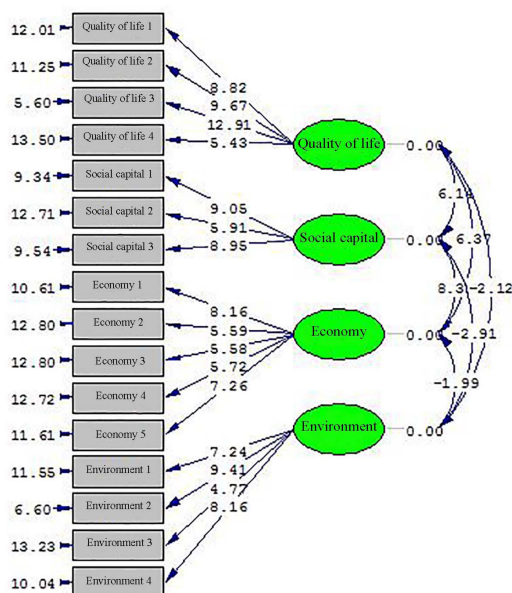 12.01 Quality of life 1
11.25 Quality of life 2
8.82
5.60 Quality of life 3
9.67
12.91
13.50 Quality of life 4
5.43
Quality of life 0.00
9.34 Social capital 1
6.14
12.71 Social capital 2
9.05
5.91
Social capital 0.00
6.37
9.54 Social capital 3
8.95
10.61 Economy 1
-2.12
8.16
12.80 Economy 2
5.59
Economy 0.00
-2.91
12.80 Economy 3
5.58
5.72
7.26
-1.99
12.72 Economy 4
11.61 Economy 5
Environment 0.00
7.24
11.55 Environment 1
9.41
4.77
6.60 Environment 2
8.16
13.23 Environment 3
10.04 Environment 4